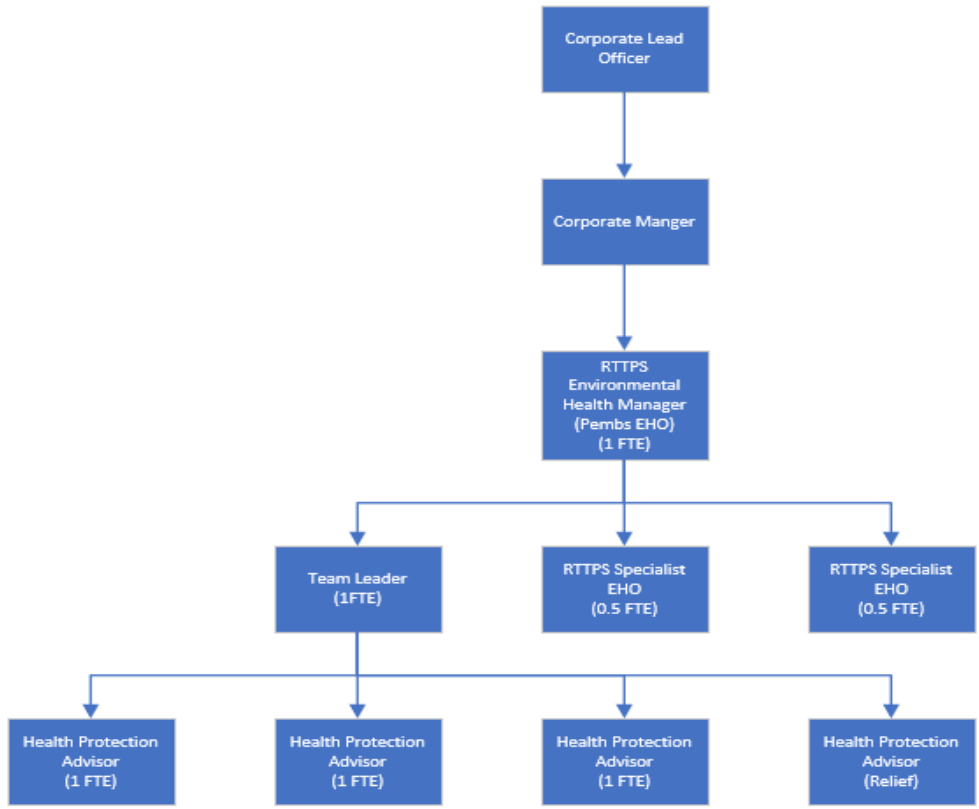 Corporate Lead
Officer
Corporate Manger
RTTPS
Environmental
Health Manager
(Pembs EHO)
(1 FTE)
Team Leader
(1FTE)
RTTPS Specialist
EHO
(0.5 FTE)
RTTPS Specialist
EHO
(0.5 FTE)
Health Protection
Advisor
(1 FTE)
Health Protection
Advisor
(1 FTE)
Health Protection
Advisor
(1 FTE)
Health Protection
Advisor
(Relief)